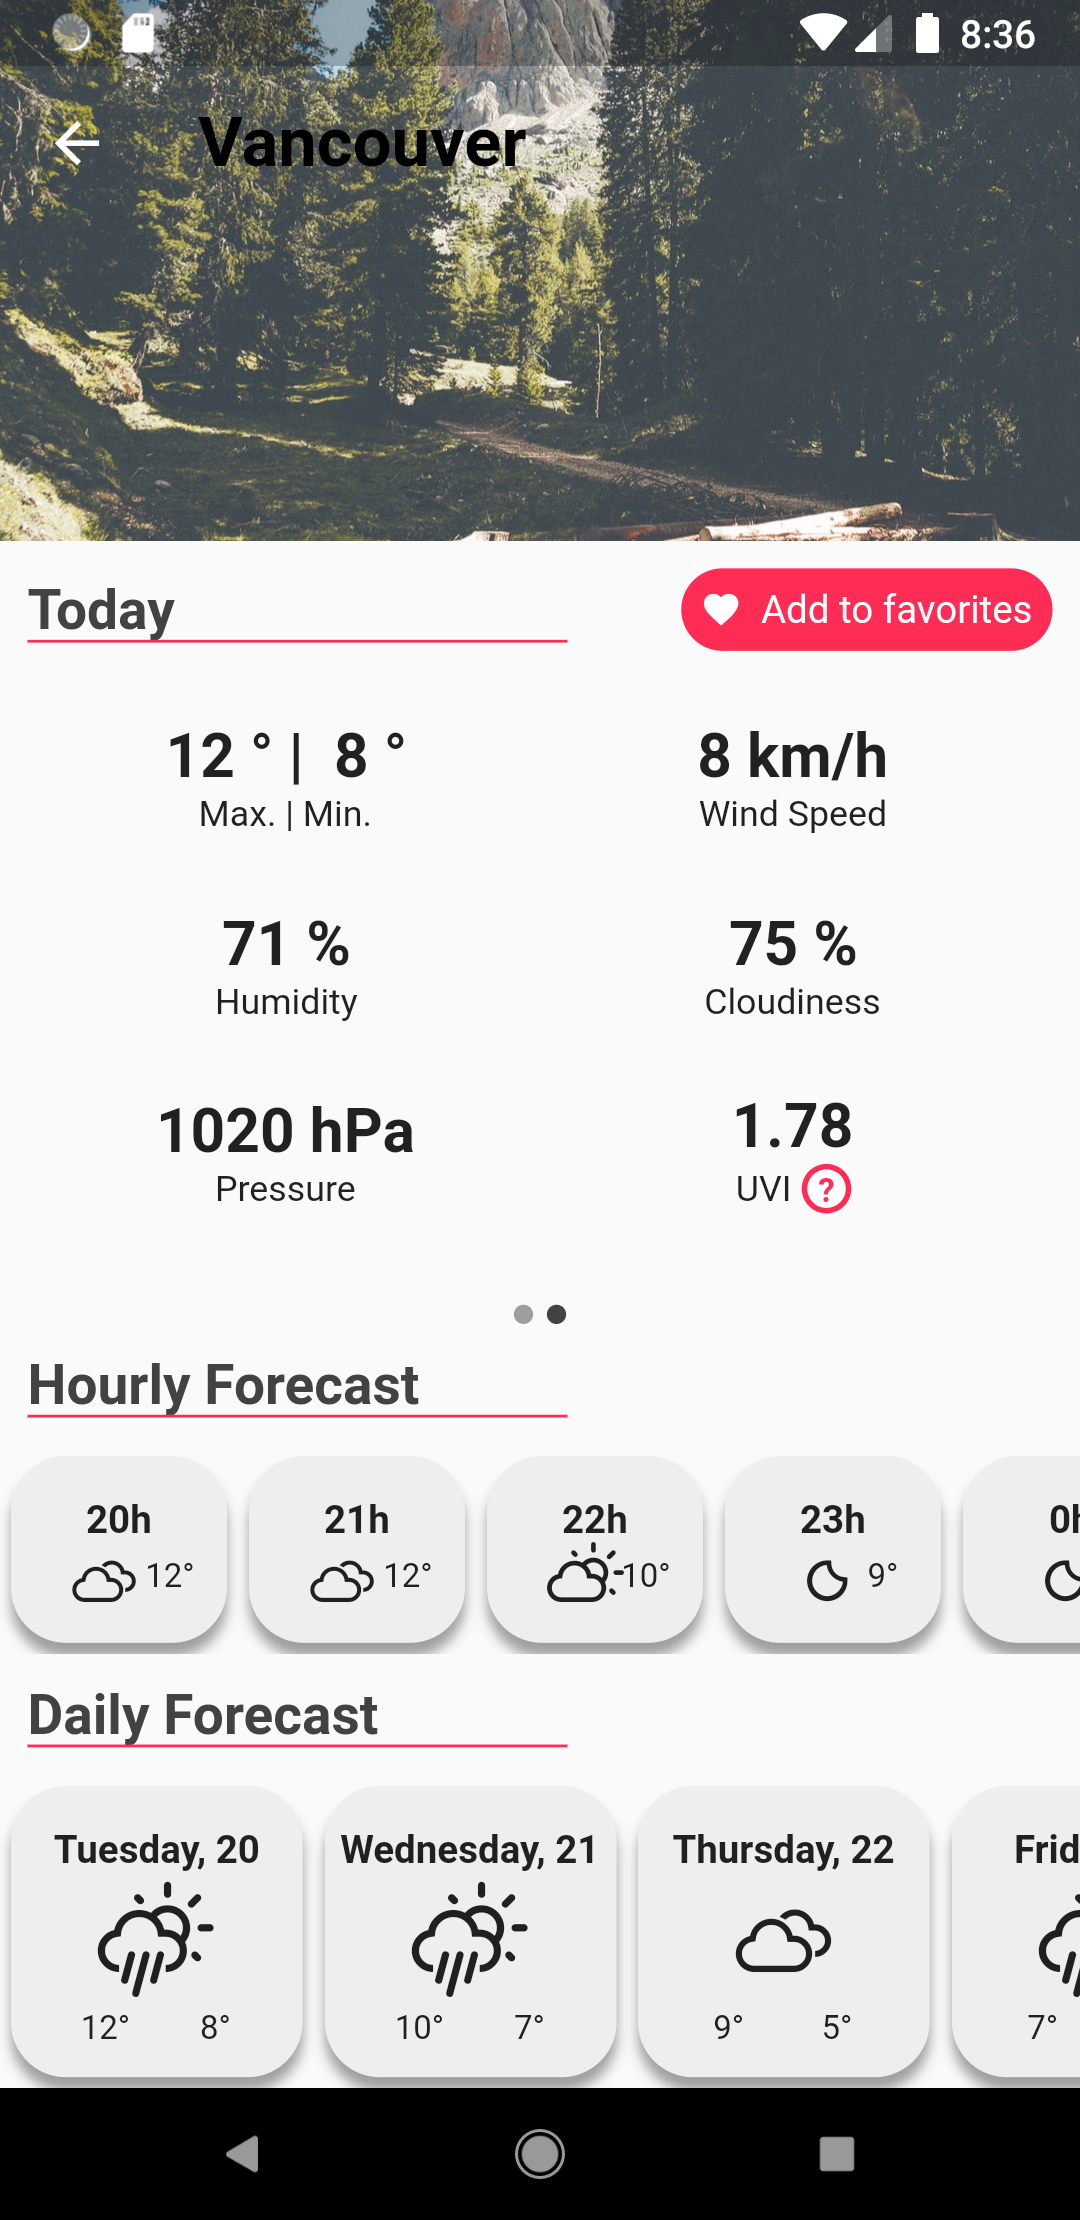 8:36
Vancouver
Today
Add to favorites
12 ° | 8 °
8 km/h
Max. | Min.
Wind Speed
71 %
75 %
Humidity
Cloudiness
1020 hPa
1.78
Pressure
UVI ?
Hourly Forecast
20h 21h 22h 23h 0h
12° 12° 10° 9°
Daily Forecast
Tuesday, 20 Wednesday, 21 Thursday, 22 Frid
12° 8° 10° 7° 9° 5° 7°